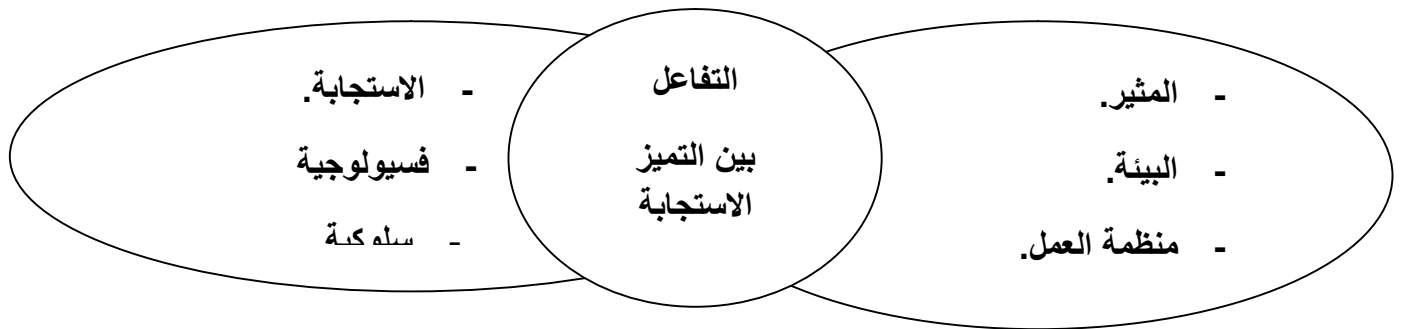 - المثير.
- البيئة.
- منظمة العمل.
التفاعل
بين التميز
الاستجابة
- الاستجابة.
- فسيولوجية
- سلوكية